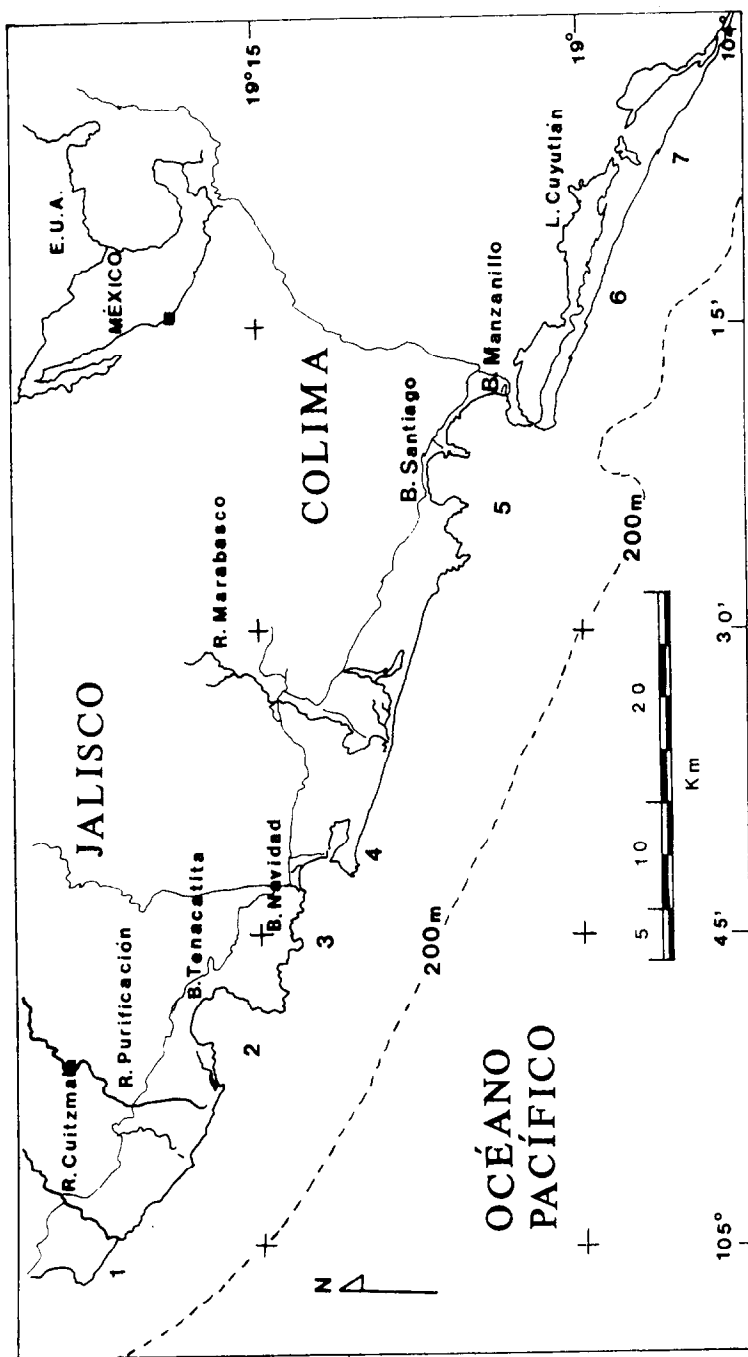 E.U.A.
MÉXICO
JALISCO
COLIMA
R. Cuitzmala
R. Purificación
B. Tenacatita
B. Navidad
R. Marabasco
B. Santiago
B. Manzanillo
L. Cuyutlán
1
2
3
4
5
6
7
19° 15
19°
200m
200m
OCÉANO
PACÍFICO
N
5
10
20
Km
105°
45'
30'
15'
104°